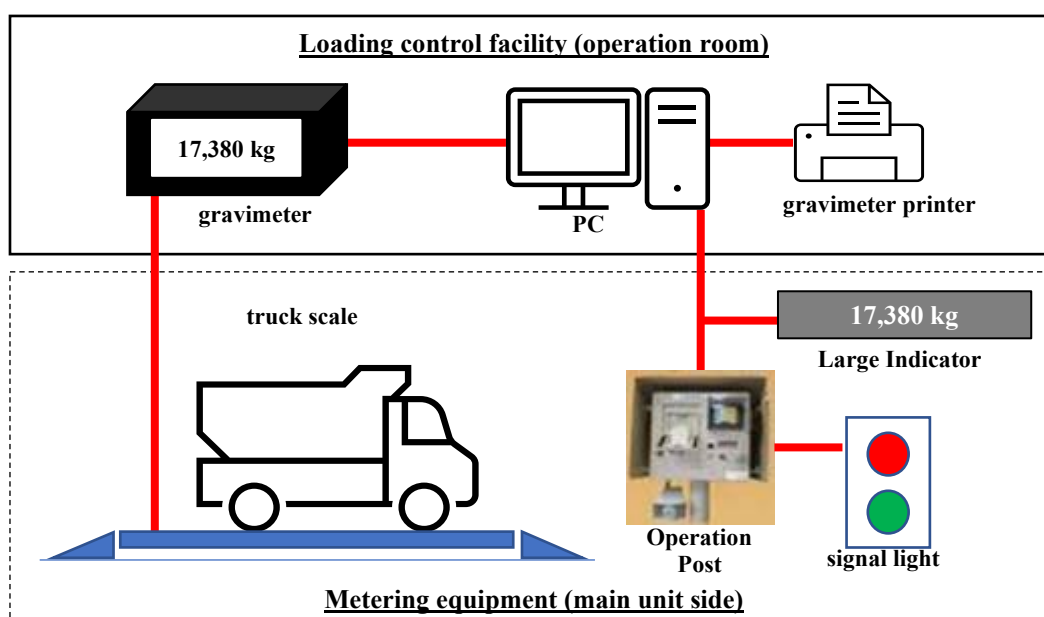 Loading control facility (operation room)
17,380 kg
gravimeter
PC
gravimeter printer
truck scale
17,380 kg
Large Indicator
Operation
Post
signal light
Metering equipment (main unit side)